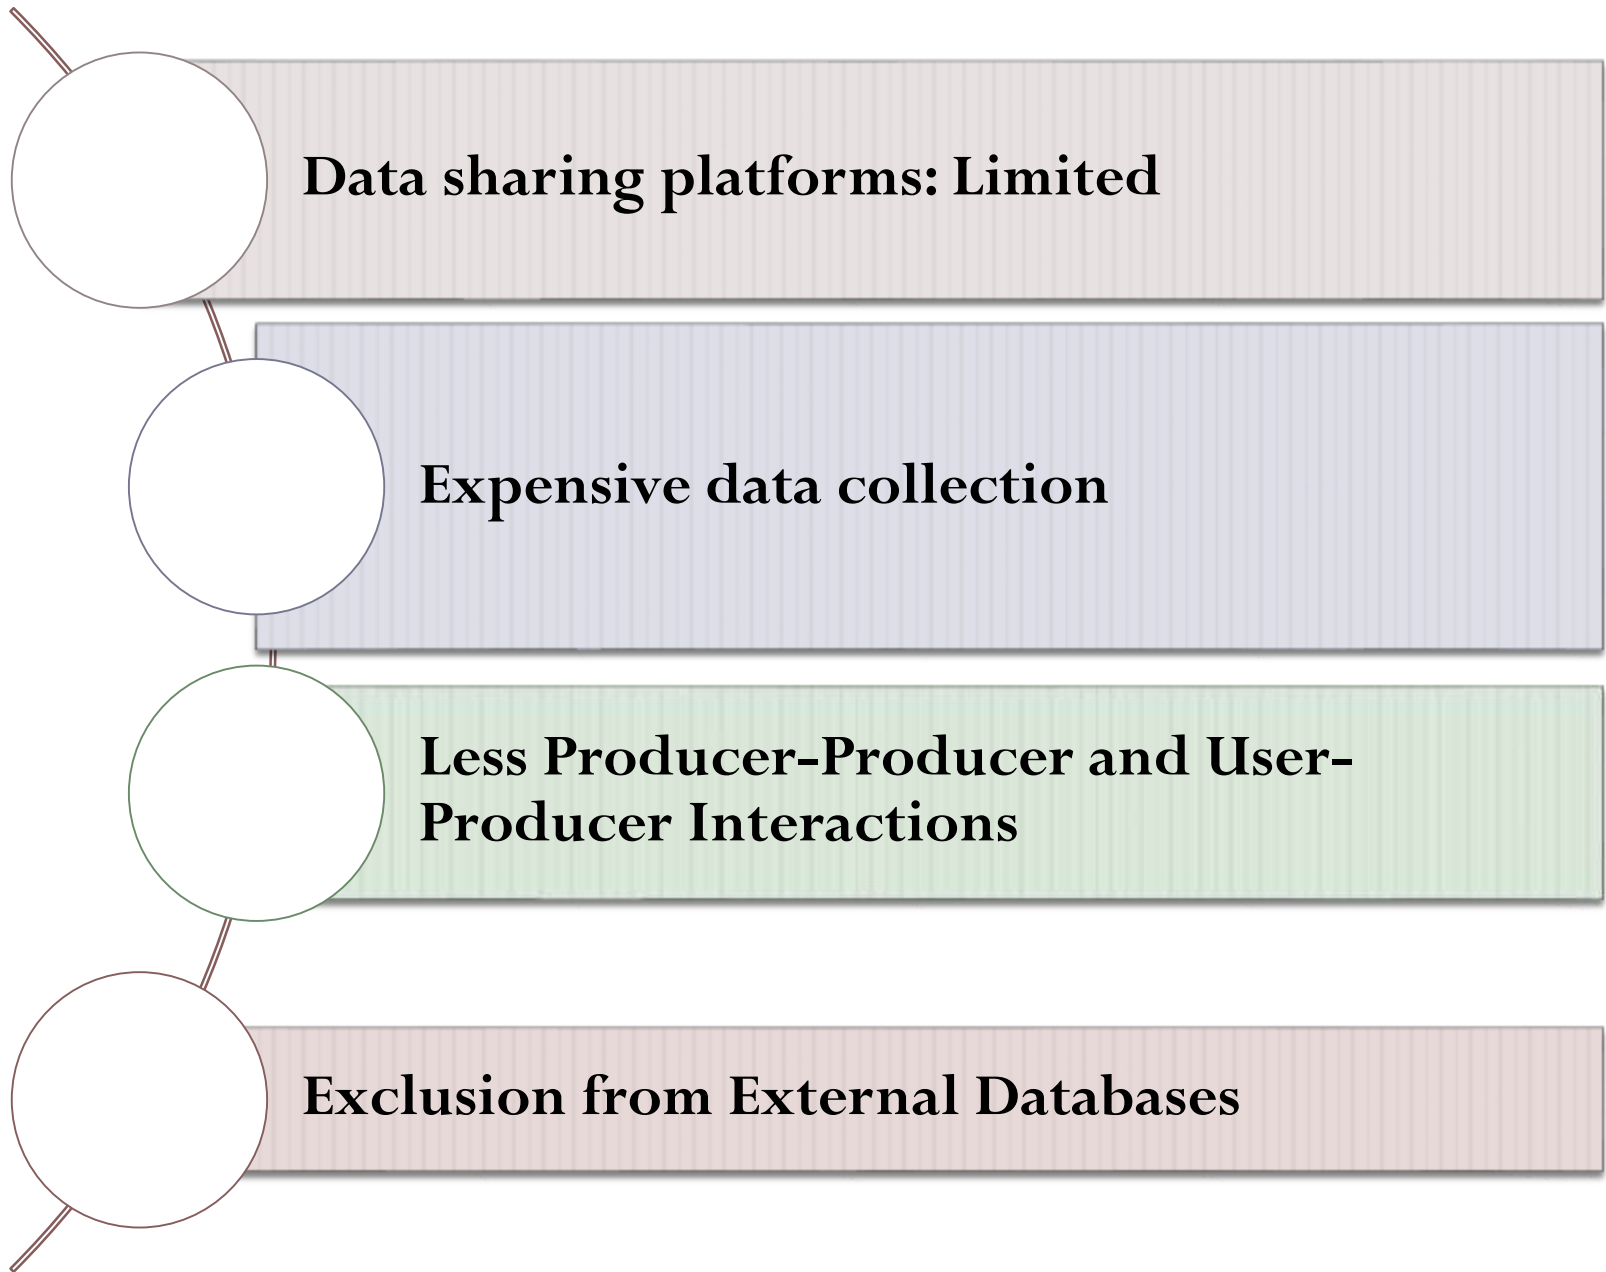 Data sharing platforms: Limited
Expensive data collection
Less Producer-Producer and User-
Producer Interactions
Exclusion from External Databases